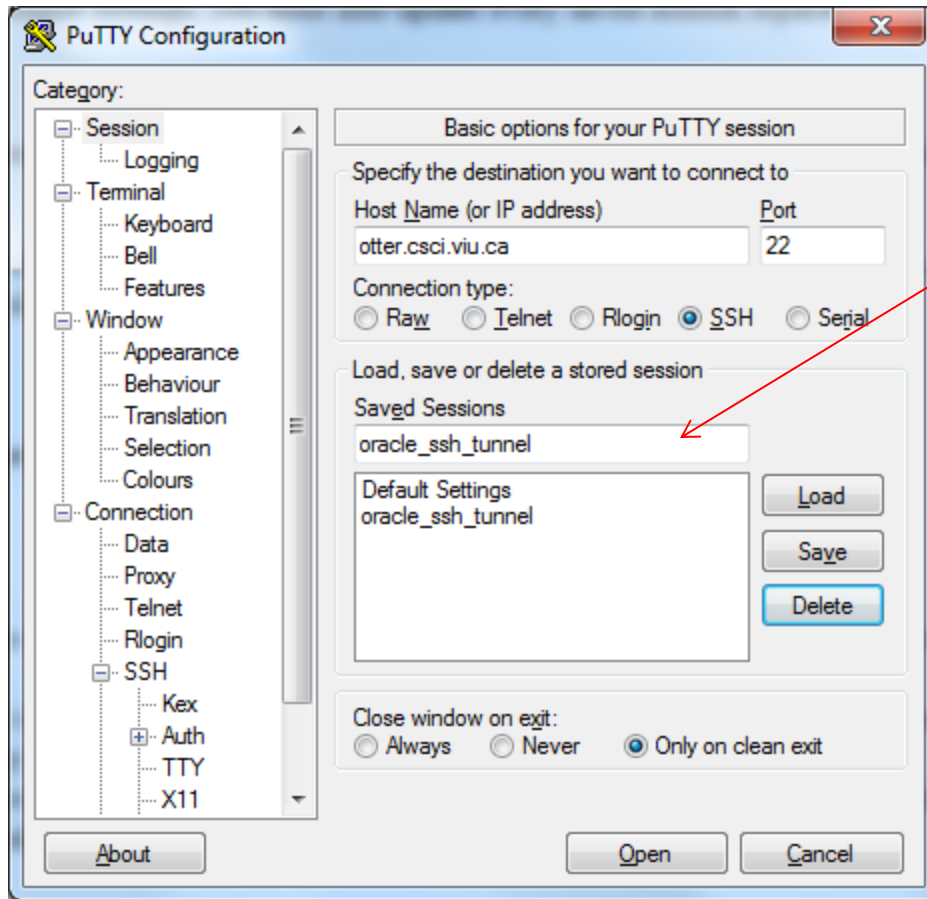 PuTTY Configuration
Category:
Session
Logging
Terminal
Keyboard
Bell
Features
Window
Appearance
Behaviour
Translation
Selection
Colours
Connection
Data
Proxy
Telnet
Rlogin
SSH
Kex
Auth
TTY
X11
Basic options for your PuTTY session
Specify the destination you want to connect to
Host Name (or IP address) Port
otter.csci.viu.ca 22
Connection type:
Raw Telnet Rlogin SSH Serial
Load, save or delete a stored session
Saved Sessions
oracle_ssh_tunnel
Default Settings
oracle_ssh_tunnel
Load
Save
Delete
Close window on exit:
Always Never Only on clean exit
About Open Cancel